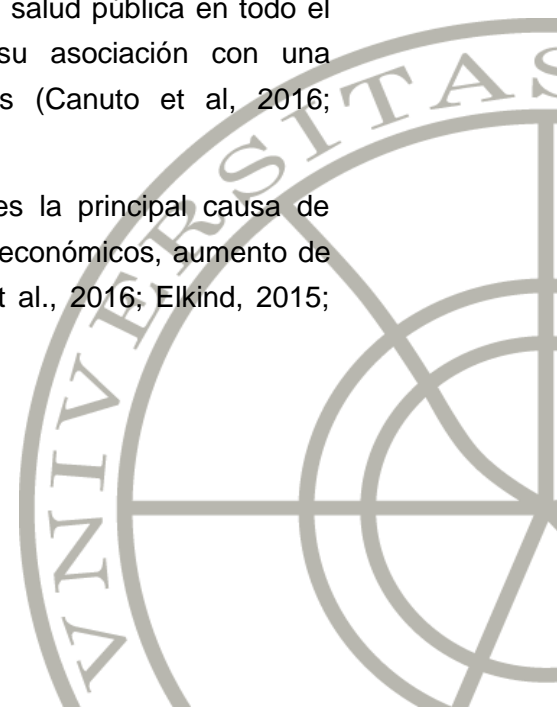 salud pública en todo el
su asociación con una
s (Canuto et al, 2016;
es la principal causa de
económicos, aumento de
t al., 2016; Elkind, 2015;
VNIVERSITAS